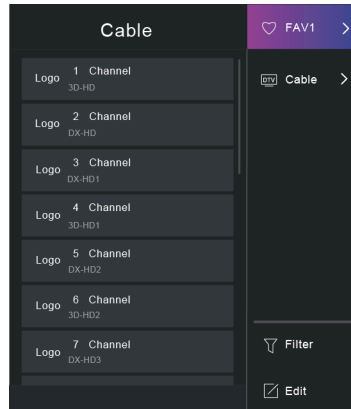 Cable
Logo 1 Channel
3D-HD
Logo 2 Channel
DX-HD
Logo 3 Channel
DX-HD1
Logo 4 Channel
3D-HD1
Logo 5 Channel
DX-HD2
Logo 6 Channel
3D-HD2
Logo 7 Channel
DX-HD3
FAV1
DTV Cable
Filter
Edit